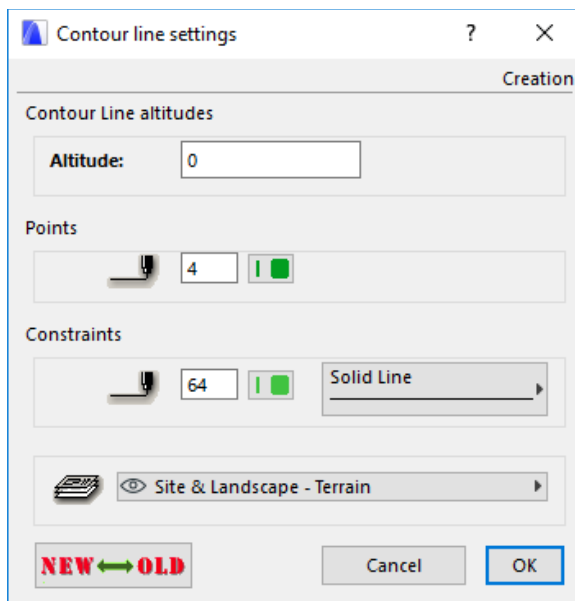 Contour line settings
?
Creation
Contour Line altitudes
Altitude: 0
Points
4
Constraints
64 Solid Line
Site & Landscape - Terrain
NEW OLD Cancel OK